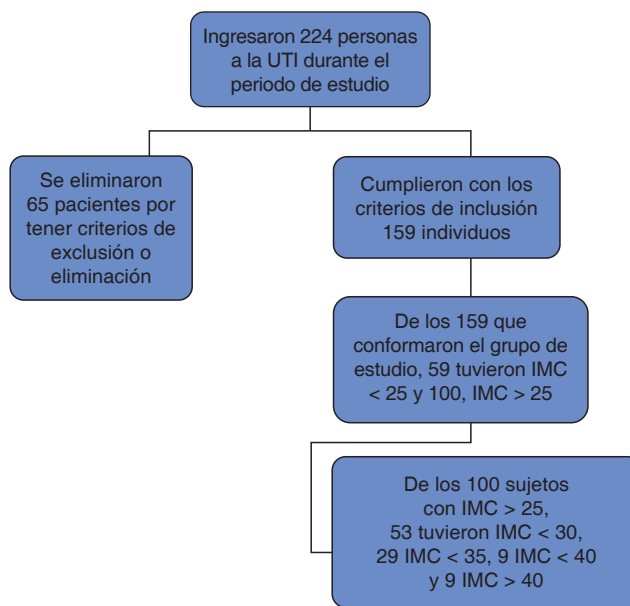 Ingresaron 224 personas
a la UTI durante el
periodo de estudio
Se eliminaron
65 pacientes por
tener criterios de
exclusión o
eliminación
Cumplieron con los
criterios de inclusión
159 individuos
De los 159 que
conformaron el grupo de
estudio, 59 tuvieron IMC
< 25 y 100, IMC > 25
De los 100 sujetos
con IMC > 25,
53 tuvieron IMC < 30,
29 IMC < 35, 9 IMC < 40
y 9 IMC > 40